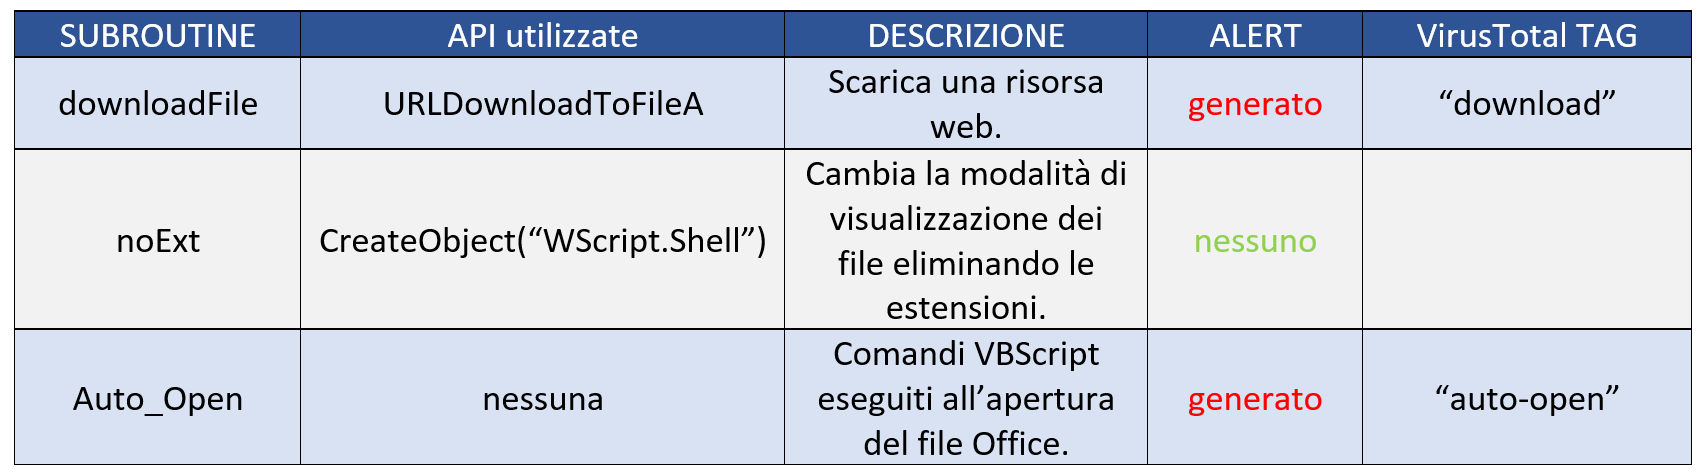 SUBROUTINE API utilizzate DESCRIZIONE ALERT VirusTotal TAG
downloadFile URLDownloadToFileA Scarica una risorsa web. generato “download”
noExt CreateObject(“WScript.Shell”) Cambia la modalità di visualizzazione dei file eliminando le estensioni. nessuno
Auto_Open nessuna Comandi VBScript eseguiti all’apertura del file Office. generato “auto-open”